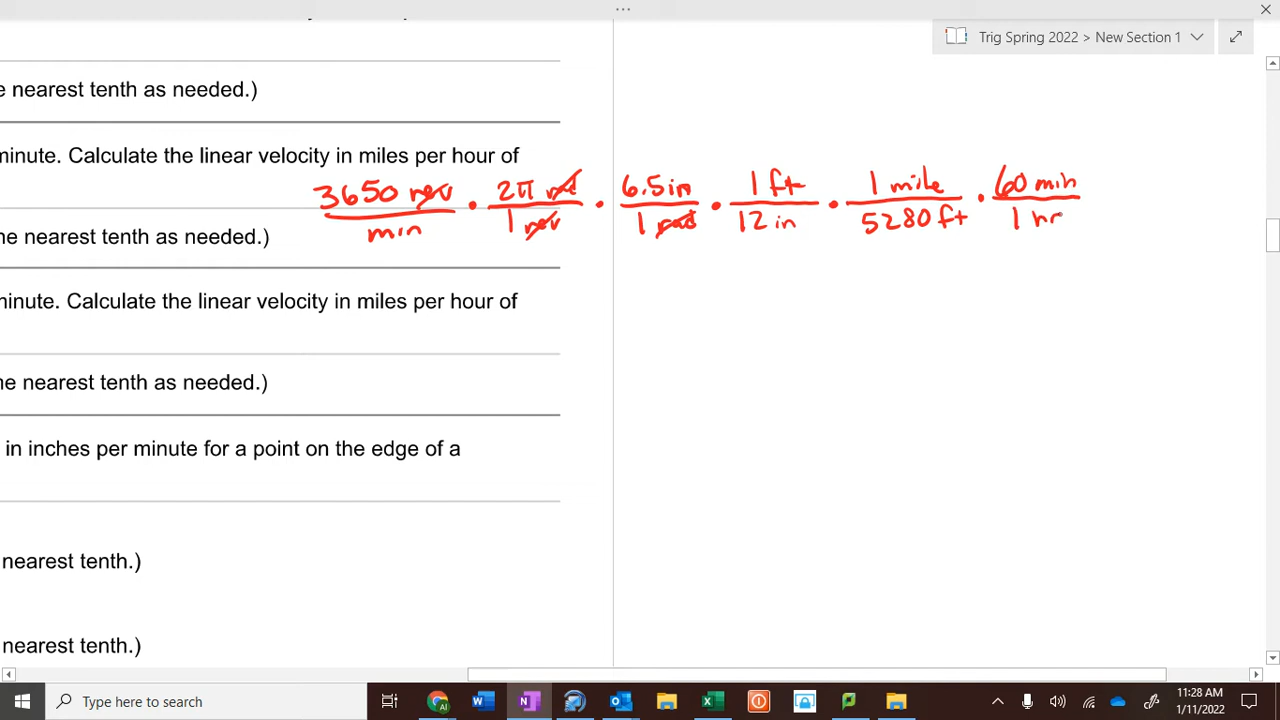 Trig Spring 2022 > New Section 1
e nearest tenth as needed.)
minute. Calculate the linear velocity in miles per hour of
3650 rev / min · 2π rad / 1 rev · 6.5 in / 1 rad · 1 ft / 12 in · 1 mile / 5280 ft · 60 min / 1 hr
ne nearest tenth as needed.)
minute. Calculate the linear velocity in miles per hour of
ne nearest tenth as needed.)
in inches per minute for a point on the edge of a
nearest tenth.)
nearest tenth.)
Type here to search
11:28 AM
1/11/2022